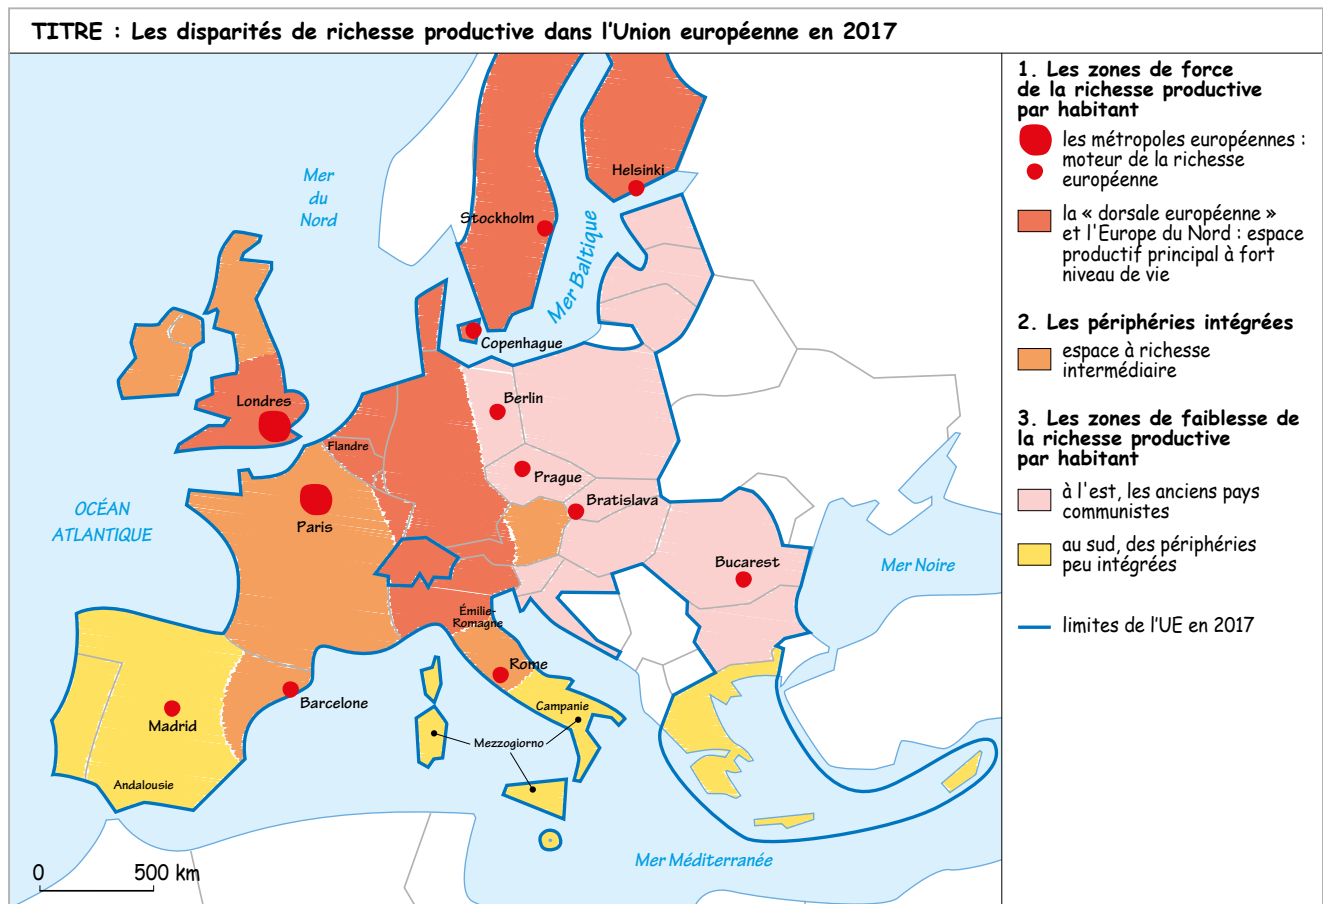 TITRE : Les disparités de richesse productive dans l'Union européenne en 2017
Mer
du
Nord
Helsinki
Stockholm
Mer Baltique
Copenhague
Londres
Berlin
Flandre
Prague
Bratislava
OCÉAN
ATLANTIQUE
Paris
Bucarest
Mer Noire
Émilie-
Romagne
Rome
Barcelone
Madrid
Campanie
Mezzogiorno
Andalousie
Mer Méditerranée
0 500 km
1. Les zones de force
de la richesse productive
par habitant
les métropoles européennes :
moteur de la richesse
européenne
la « dorsale européenne »
et l'Europe du Nord : espace
productif principal à fort
niveau de vie
2. Les périphéries intégrées
espace à richesse
intermédiaire
3. Les zones de faiblesse de
la richesse productive
par habitant
à l'est, les anciens pays
communistes
au sud, des périphéries
peu intégrées
limites de l'UE en 2017